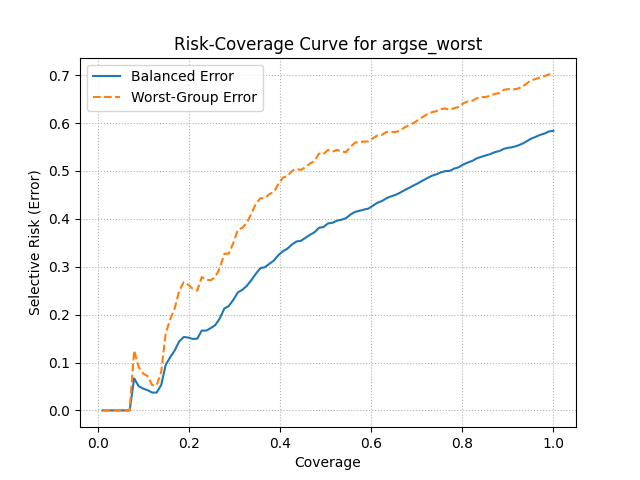 Risk-Coverage Curve for argse_worst
Balanced Error
Worst-Group Error
Selective Risk (Error)
0.7
0.6
0.5
0.4
0.3
0.2
0.1
0.0
0.0 0.2 0.4 0.6 0.8 1.0
Coverage